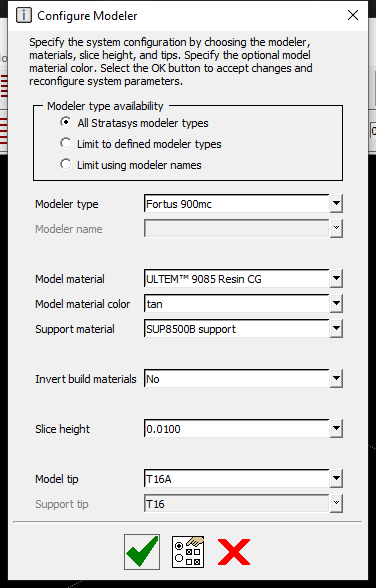 Configure Modeler
Specify the system configuration by choosing the modeler,
materials, slice height, and tips. Specify the optional model
material color. Select the OK button to accept changes and
reconfigure system parameters.
Modeler type availability
All Stratasys modeler types
Limit to defined modeler types
Limit using modeler names
Modeler type Fortus 900mc
Modeler name
Model material ULTEM™ 9085 Resin CG
Model material color tan
Support material SUP8500B support
Invert build materials No
Slice height 0.0100
Model tip T16A
Support tip T16